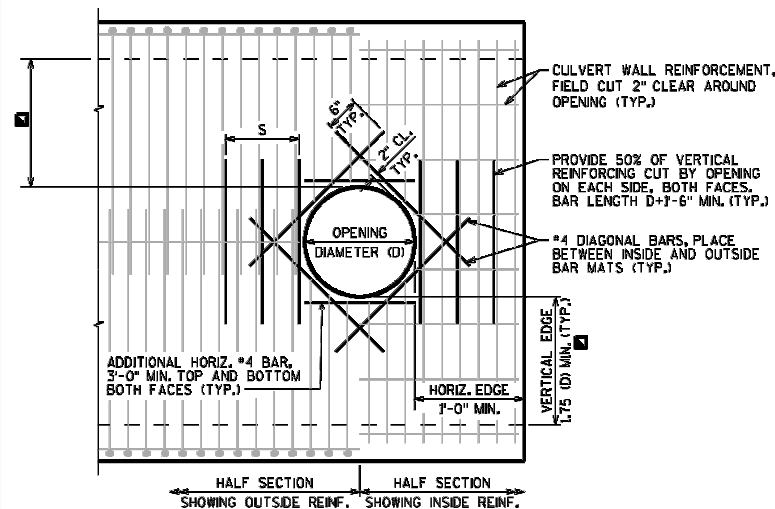 CULVERT WALL REINFORCEMENT,
FIELD CUT 2" CLEAR AROUND
OPENING (TYP.)
6"
TYP.
S
2" CL.
TYP.
PROVIDE 50% OF VERTICAL
REINFORCING CUT BY OPENING
ON EACH SIDE, BOTH FACES.
BAR LENGTH D+1'-6" MIN. (TYP.)
OPENING
DIAMETER (D)
#4 DIAGONAL BARS, PLACE
BETWEEN INSIDE AND OUTSIDE
BAR MATS (TYP.)
ADDITIONAL HORIZ. #4 BAR,
3'-0" MIN. TOP AND BOTTOM
BOTH FACES (TYP.)
HORIZ. EDGE
1'-0" MIN.
VERTICAL EDGE
1.75 (D) MIN. (TYP.)
HALF SECTION
SHOWING OUTSIDE REINF.
HALF SECTION
SHOWING INSIDE REINF.